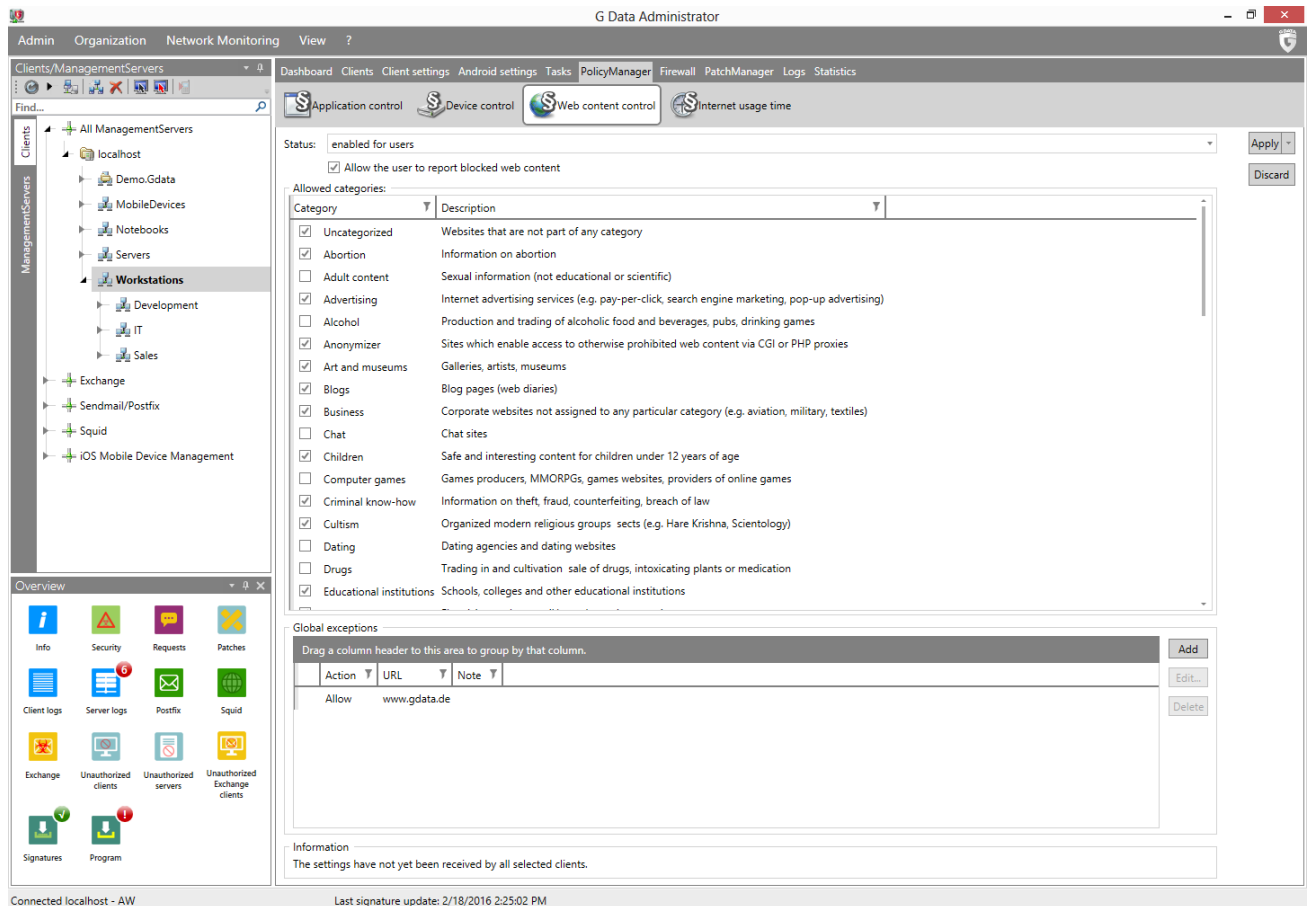 G Data Administrator
Admin Organization Network Monitoring View ?
G DATA
Clients/ManagementServers
Find...
Clients
ManagementServers
All ManagementServers
localhost
Demo.Gdata
MobileDevices
Notebooks
Servers
Workstations
Development
IT
Sales
Exchange
Sendmail/Postfix
Squid
iOS Mobile Device Management
Overview
Info Security Requests Patches
6
Client logs Server logs Postfix Squid
Exchange Unauthorized clients Unauthorized servers Unauthorized Exchange clients
Signatures Program
Dashboard Clients Client settings Android settings Tasks PolicyManager Firewall PatchManager Logs Statistics
Application control Device control Web content control Internet usage time
Status: enabled for users
Allow the user to report blocked web content
Apply
Discard
Allowed categories:
Category Description
Uncategorized Websites that are not part of any category
Abortion Information on abortion
Adult content Sexual information (not educational or scientific)
Advertising Internet advertising services (e.g. pay-per-click, search engine marketing, pop-up advertising)
Alcohol Production and trading of alcoholic food and beverages, pubs, drinking games
Anonymizer Sites which enable access to otherwise prohibited web content via CGI or PHP proxies
Art and museums Galleries, artists, museums
Blogs Blog pages (web diaries)
Business Corporate websites not assigned to any particular category (e.g. aviation, military, textiles)
Chat Chat sites
Children Safe and interesting content for children under 12 years of age
Computer games Games producers, MMORPGs, games websites, providers of online games
Criminal know-how Information on theft, fraud, counterfeiting, breach of law
Cultism Organized modern religious groups sects (e.g. Hare Krishna, Scientology)
Dating Dating agencies and dating websites
Drugs Trading in and cultivation sale of drugs, intoxicating plants or medication
Educational institutions Schools, colleges and other educational institutions
Global exceptions
Drag a column header to this area to group by that column.
Action URL Note
Allow www.gdata.de
Add
Edit...
Delete
Information
The settings have not yet been received by all selected clients.
Connected localhost - AW Last signature update: 2/18/2016 2:25:02 PM